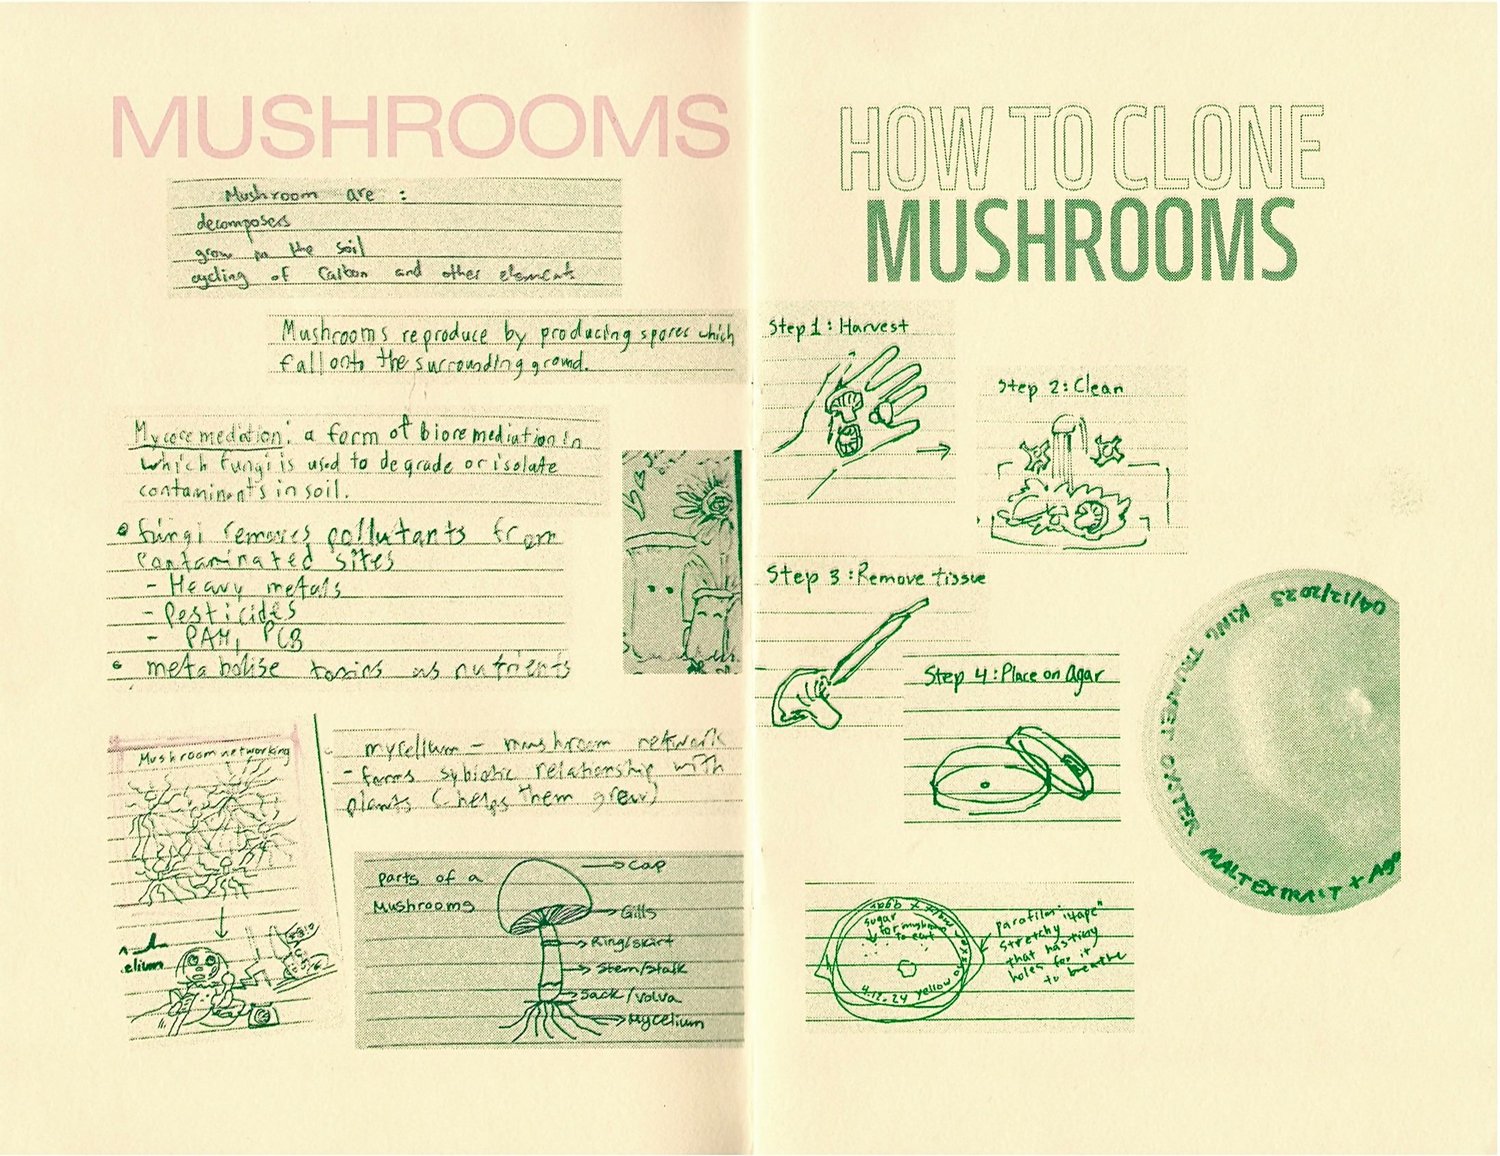 MUSHROOMS
Mushroom are :
decomposers
grow in the soil
cycling of Carbon and other elements
Mushrooms reproduce by producing spores which
fall onto the surrounding ground.
Mycoremediation: a form of bioremediation in
which fungi is used to degrade or isolate
contaminents in soil.
fungi removes pollutants from
contaminated sites
- Heavy metals
- Pesticides
- PAH, PCB
metabolise toxins as nutrients
Mushroom networking
elium
mycelium - mushroom network
- forms sybiotic relationship with
plants (helps them grow)
parts of a
Mushrooms
Cap
Gills
Ring/skirt
Stem/Stalk
Sack/volva
Mycelium
HOW TO CLONE
MUSHROOMS
Step 1: Harvest
Step 2: Clean
Step 3: Remove tissue
Step 4: Place on Agar
04/12/2023 KING TRUMPET OYSTER MALT EXTRAIT + Aga
sugar
for mushroom
to eat
4.12.24 yellow
"tape"
stretchy
that has tiny
holes for it
to breathe